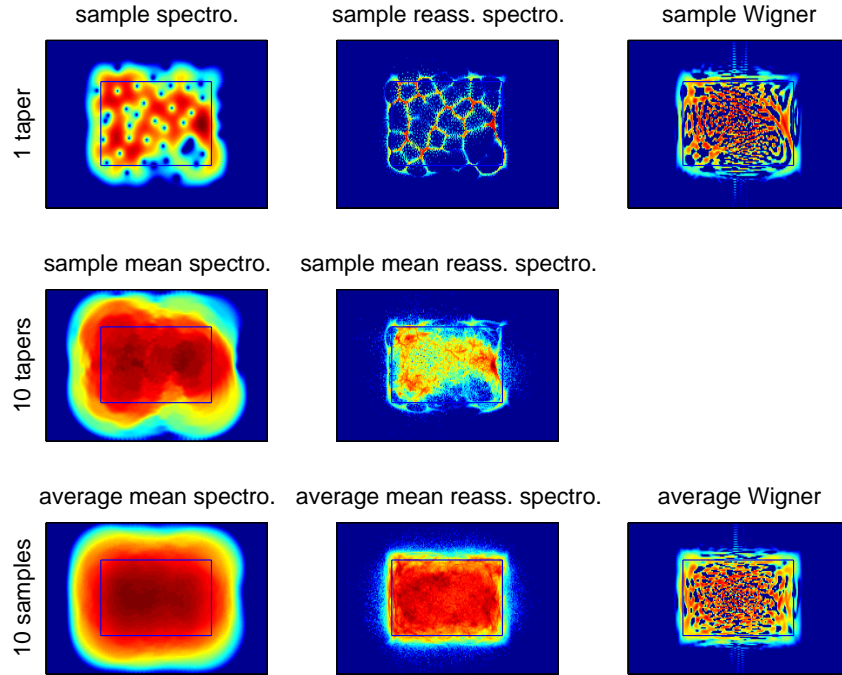 sample spectro.
sample reass. spectro.
sample Wigner
1 taper
sample mean spectro.
sample mean reass. spectro.
10 tapers
average mean spectro.
average mean reass. spectro.
average Wigner
10 samples